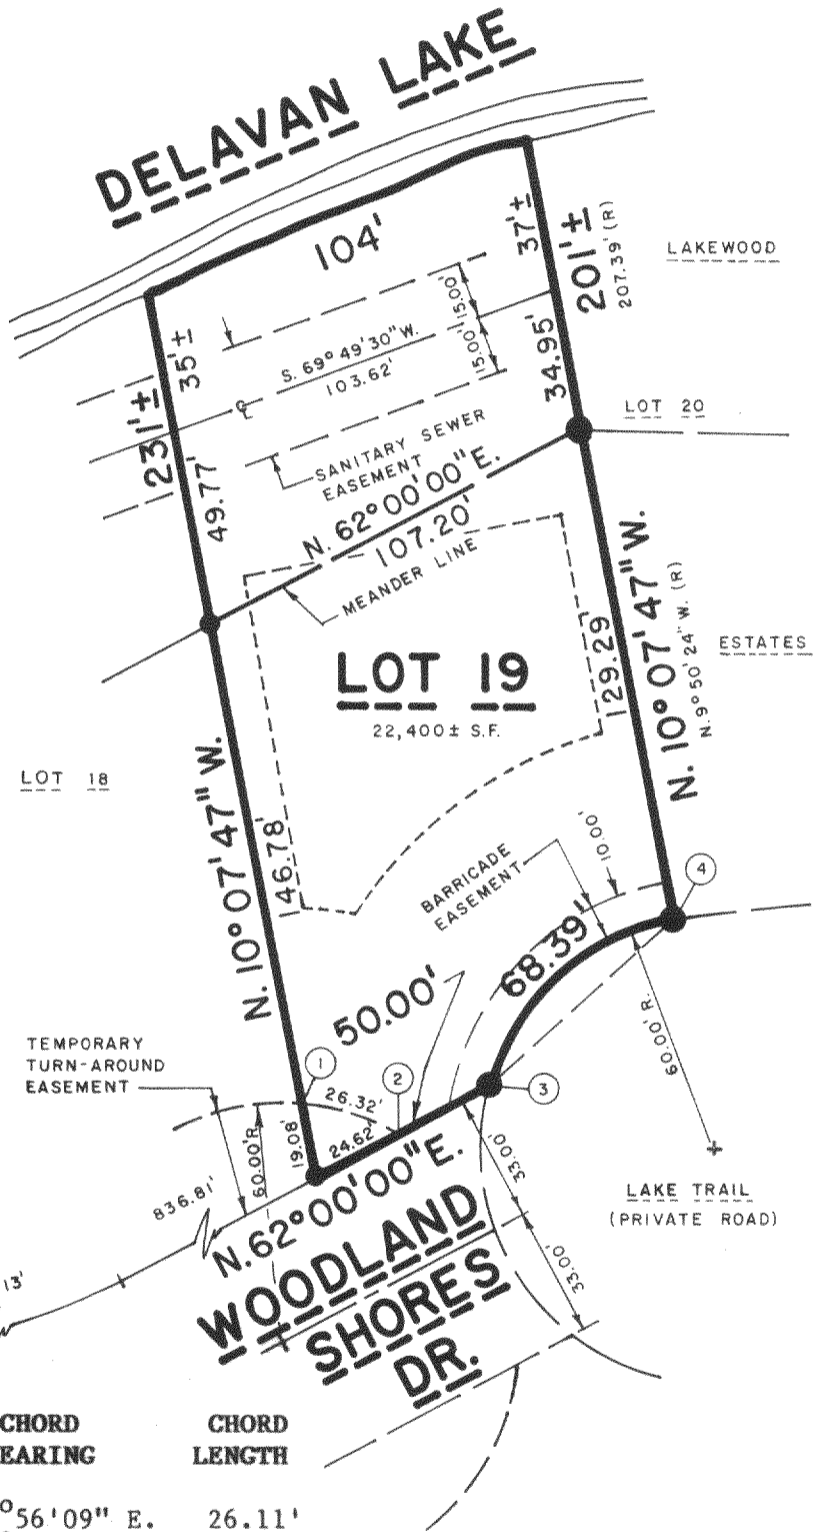 DELAVAN LAKE
104'
37'±
201'±
207.39' (R)
LAKEWOOD
35'±
231'±
15.00'
15.00'
S. 69° 49' 30" W.
103.62'
34.95'
LOT 20
SANITARY SEWER
EASEMENT
49.77'
N. 62° 00' 00" E.
107.20'
MEANDER LINE
LOT 19
22,400± S.F.
129.29'
N. 10° 07' 47" W.
N. 9° 50' 24" W. (R)
ESTATES
LOT 18
N. 10° 07' 47" W.
146.78'
BARRICADE
EASEMENT
10.00'
4
68.39'
50.00'
60.00' R.
TEMPORARY
TURN-AROUND
EASEMENT
1
26.32'
2
3
19.08'
24.62'
60.00' R.
836.81'
N. 62° 00' 00" E.
33.00'
33.00'
LAKE TRAIL
(PRIVATE ROAD)
WOODLAND
SHORES
DR.
13'
CHORD CHORD
EARING LENGTH
°56'09" E. 26.11'